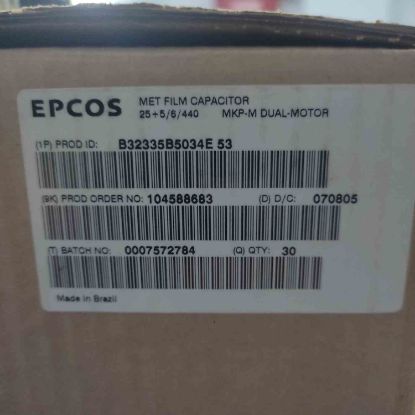 EPCOS
MET FILM CAPACITOR
25+5/6/440 MKP-M DUAL-MOTOR
(1P) PROD ID: B32335B5034E 53
(9K) PROD ORDER NO: 104588683 (D) D/C: 070805
(T) BATCH NO: 0007572784 (Q) QTY: 30
Made in Brazil